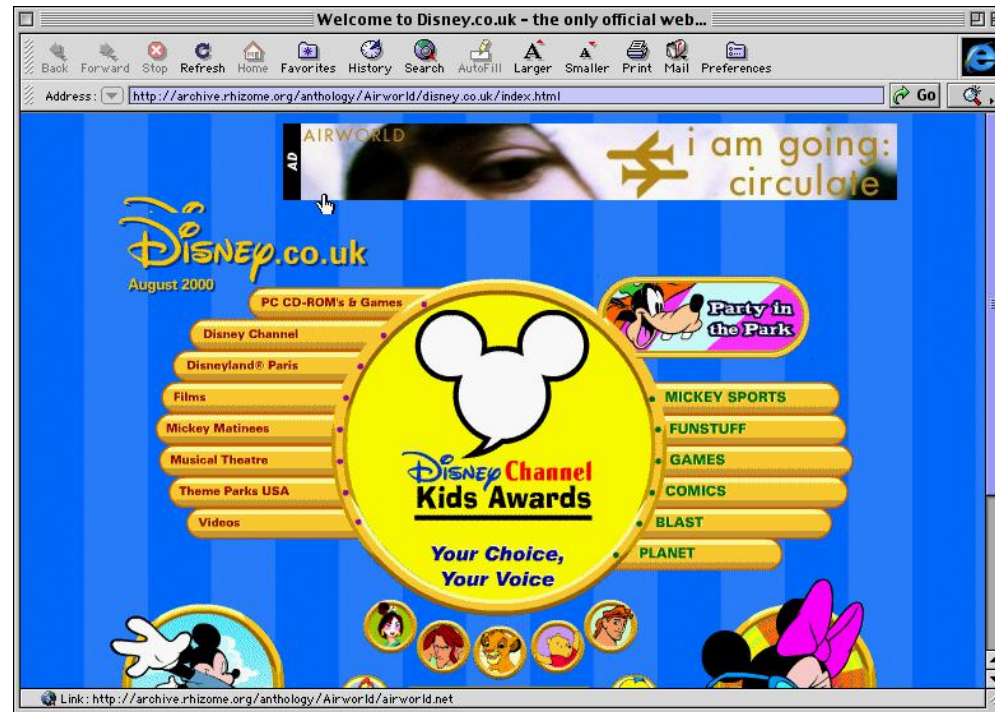 Welcome to Disney.co.uk - the only official web...
Back Forward Stop Refresh Home Favorites History Search AutoFill Larger Smaller Print Mail Preferences
Address: http://archive.rhizome.org/anthology/Airworld/disney.co.uk/index.html Go
AD
AIRWORLD
i am going:
circulate
Disney.co.uk
August 2000
PC CD-ROM's & Games
Disney Channel
Disneyland® Paris
Films
Mickey Matinees
Musical Theatre
Theme Parks USA
Videos
Disney Channel
Kids Awards
Your Choice,
Your Voice
Party in
the Park
MICKEY SPORTS
FUNSTUFF
GAMES
COMICS
BLAST
PLANET
Link: http://archive.rhizome.org/anthology/Airworld/airworld.net